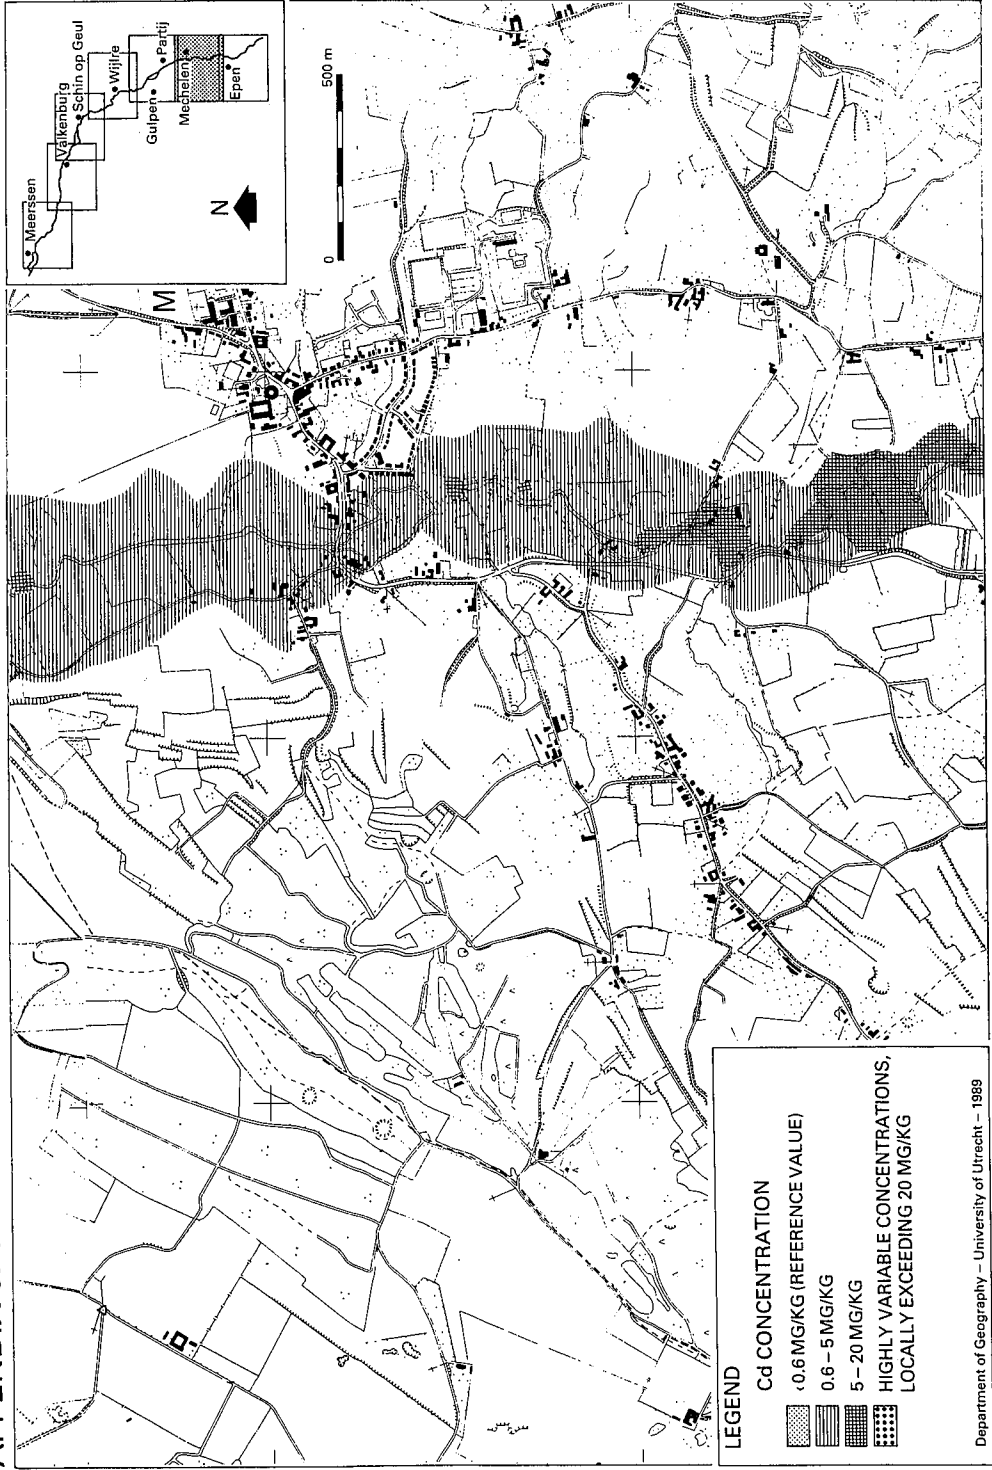 Meerssen
Valkenburg
Schin op Geul
Wijlre
Gulpen
Partij
Mechelen
Epen
N
0 500 m
M
LEGEND
Cd CONCENTRATION
<0.6 MG/KG (REFERENCE VALUE)
0.6 – 5 MG/KG
5 – 20 MG/KG
HIGHLY VARIABLE CONCENTRATIONS,
LOCALLY EXCEEDING 20 MG/KG
Department of Geography – University of Utrecht – 1989